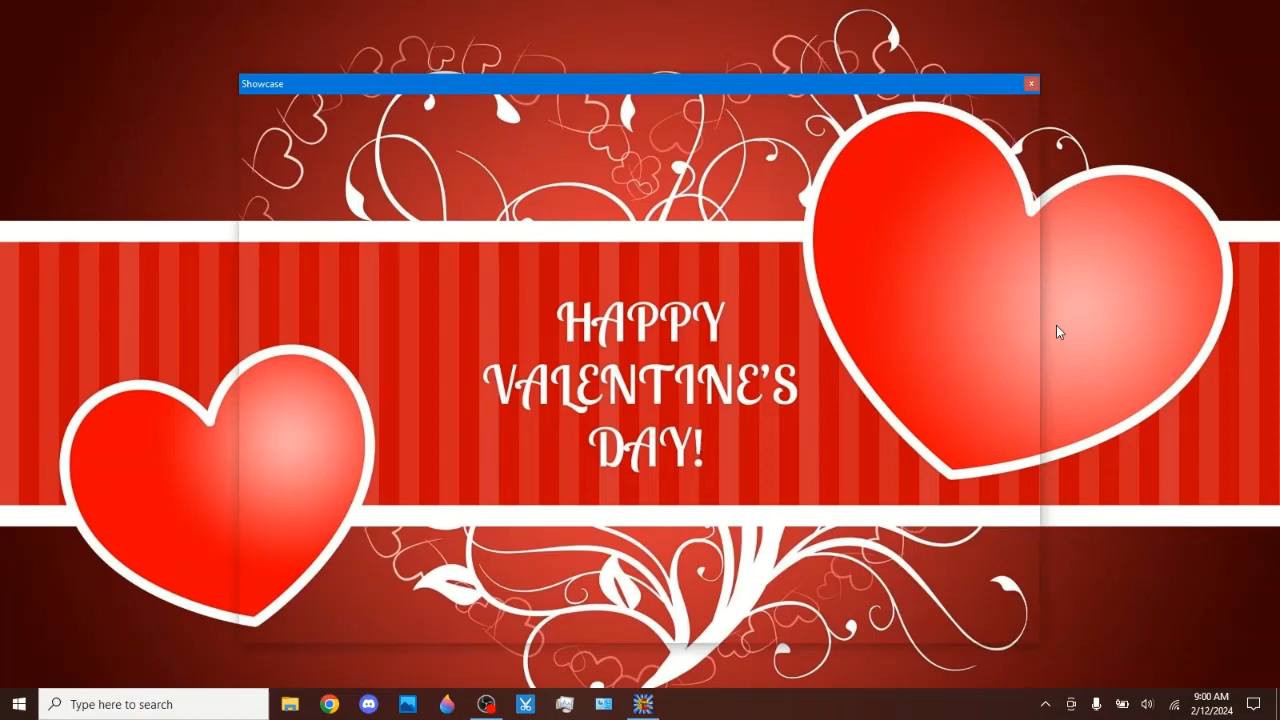 Showcase
HAPPY
VALENTINE'S
DAY!
Type here to search
9:00 AM
2/12/2024